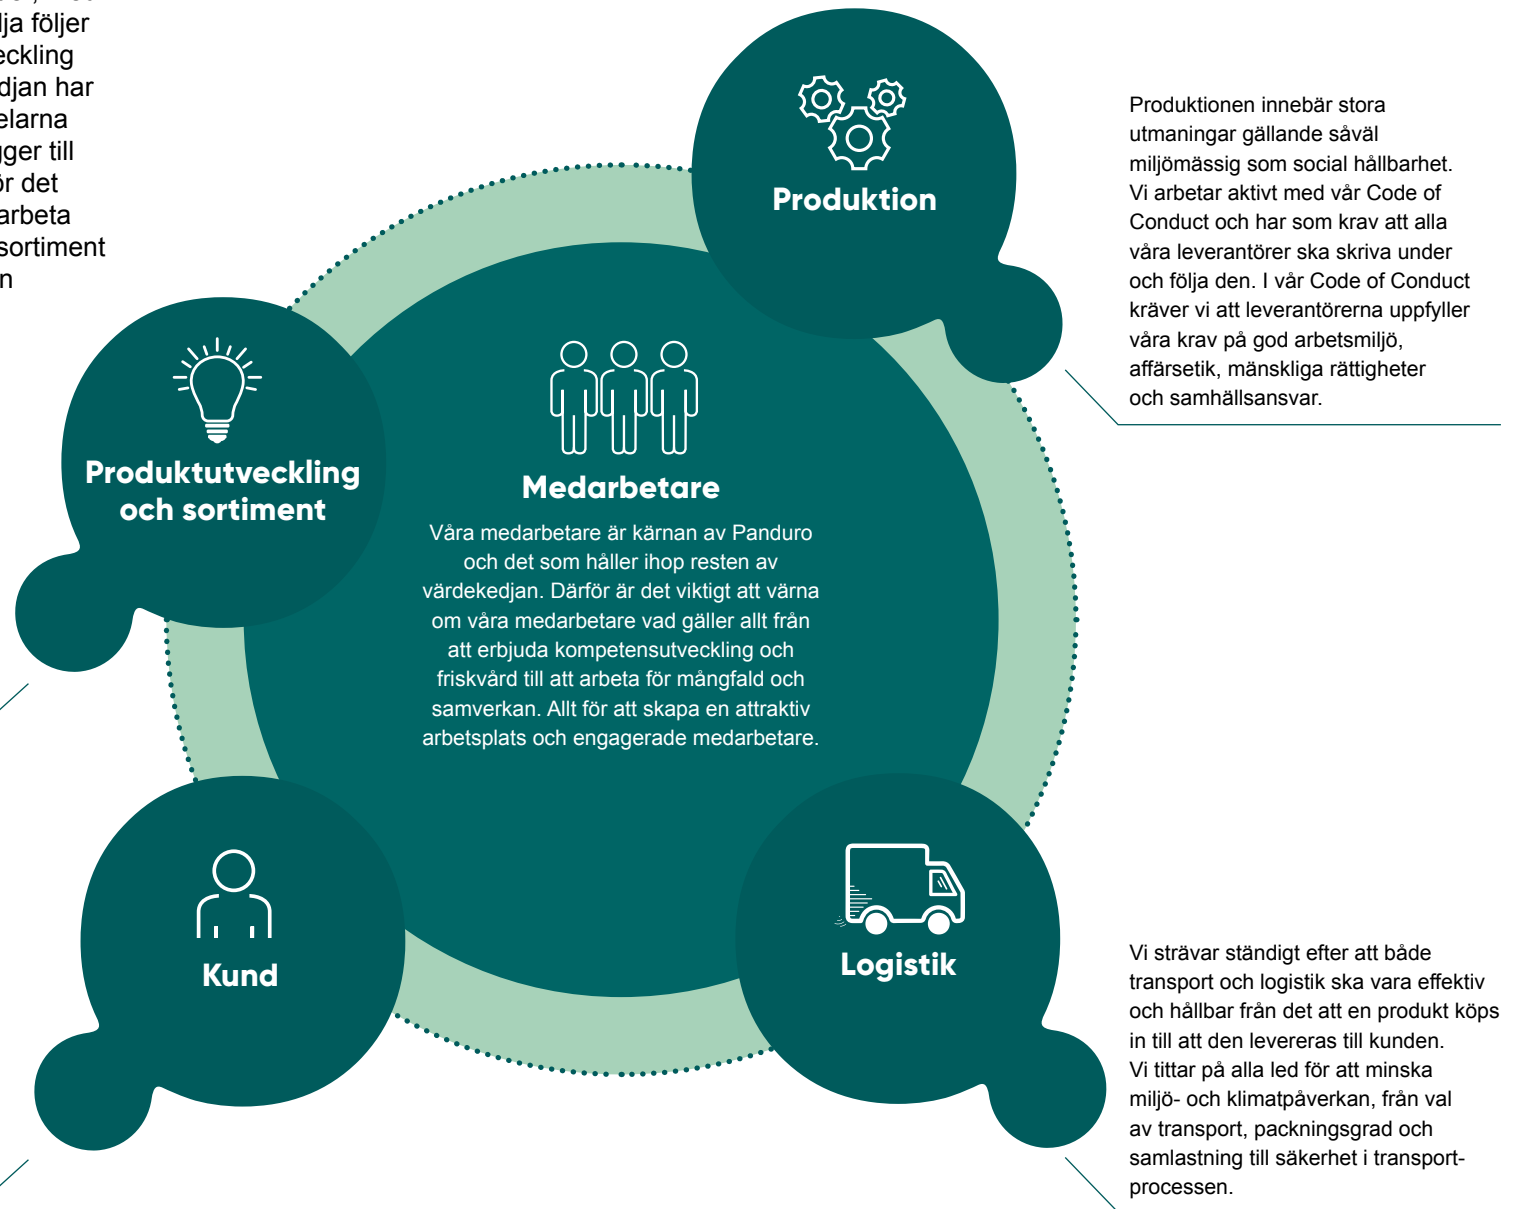 följer
har
till
det
arbeta
sortiment
Produktion
Produktionen innebär stora
utmaningar gällande såväl
miljömässig som social hållbarhet.
Vi arbetar aktivt med vår Code of
Conduct och har som krav att alla
våra leverantörer ska skriva under
och följa den. I vår Code of Conduct
kräver vi att leverantörerna uppfyller
våra krav på god arbetsmiljö,
affärsetik, mänskliga rättigheter
och samhällsansvar.
Produktutveckling
och sortiment
Medarbetare
Våra medarbetare är kärnan av Panduro
och det som håller ihop resten av
värdekedjan. Därför är det viktigt att värna
om våra medarbetare vad gäller allt från
att erbjuda kompetensutveckling och
friskvård till att arbeta för mångfald och
samverkan. Allt för att skapa en attraktiv
arbetsplats och engagerade medarbetare.
Kund
Logistik
Vi strävar ständigt efter att både
transport och logistik ska vara effektiv
och hållbar från det att en produkt köps
in till att den levereras till kunden.
Vi tittar på alla led för att minska
miljö- och klimatpåverkan, från val
av transport, packningsgrad och
samlastning till säkerhet i transport-
processen.